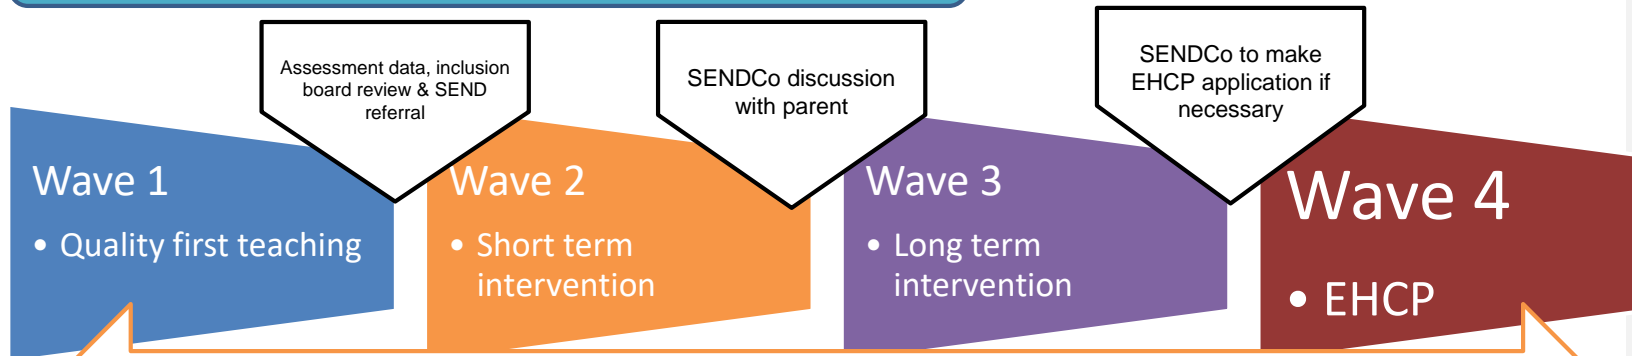 Assessment data, inclusion
board review & SEND
referral
SENDCo discussion
with parent
SENDCo to make
EHCP application if
necessary
Wave 1
• Quality first teaching
Wave 2
• Short term
intervention
Wave 3
• Long term
intervention
Wave 4
• EHCP